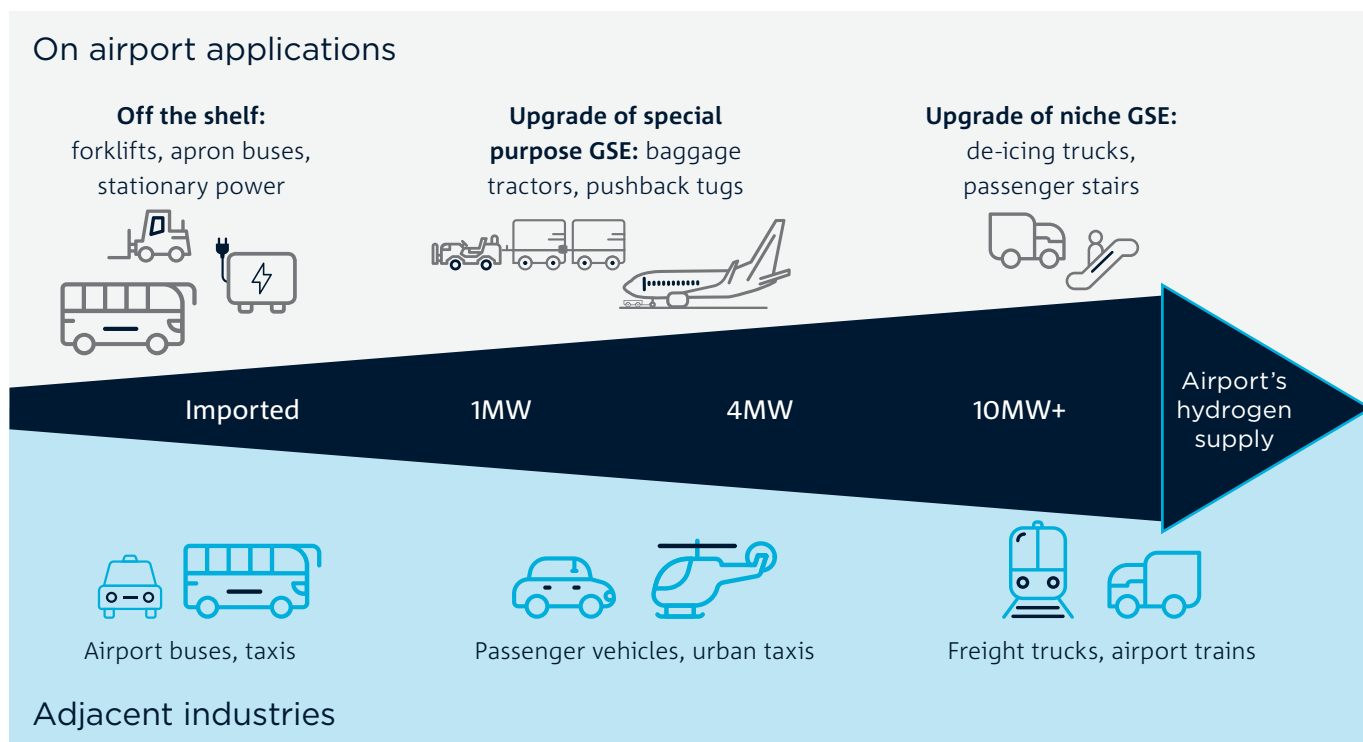 On airport applications
Off the shelf:
forklifts, apron buses,
stationary power
Upgrade of special
purpose GSE: baggage
tractors, pushback tugs
Upgrade of niche GSE:
de-icing trucks,
passenger stairs
Imported
1MW
4MW
10MW+
Airport’s
hydrogen
supply
Airport buses, taxis
Passenger vehicles, urban taxis
Freight trucks, airport trains
Adjacent industries